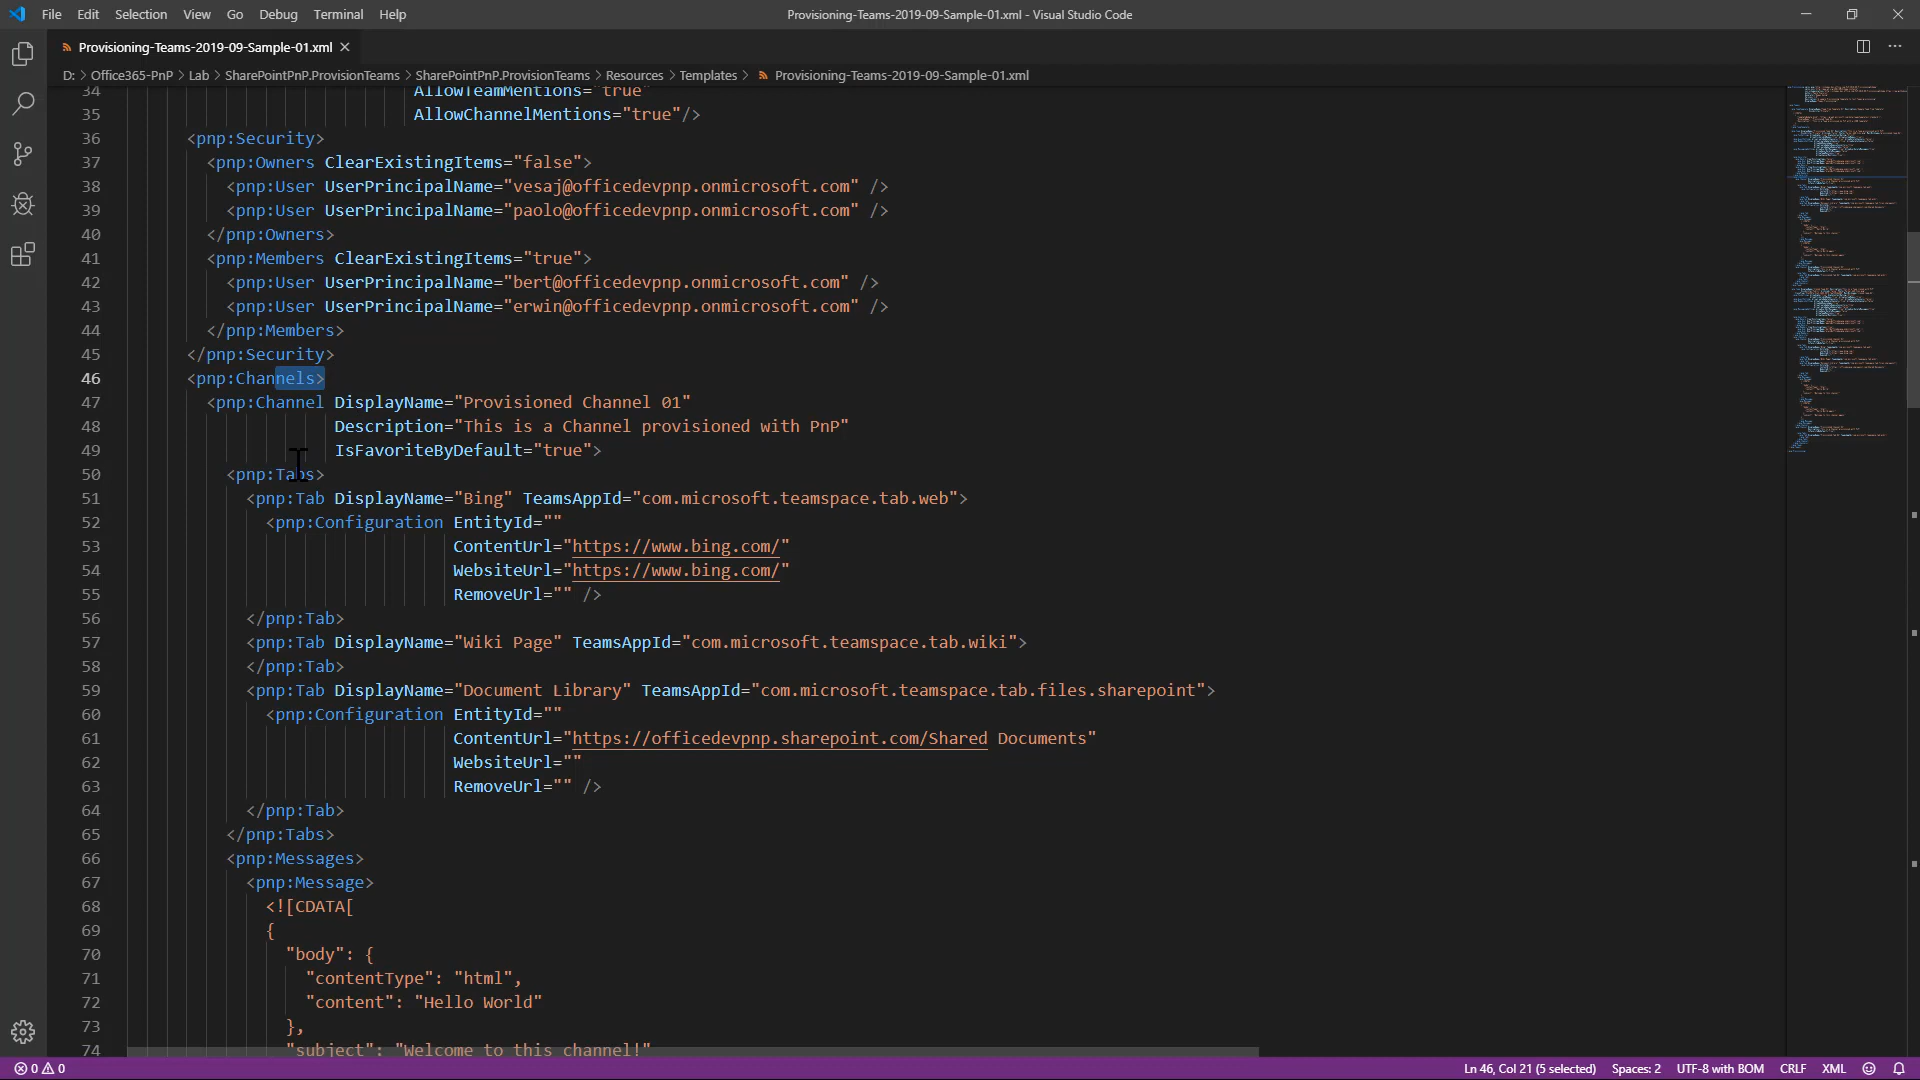 File Edit Selection View Go Debug Terminal Help
Provisioning-Teams-2019-09-Sample-01.xml - Visual Studio Code
Provisioning-Teams-2019-09-Sample-01.xml
D: > Office365-PnP > Lab > SharePointPnP.ProvisionTeams > SharePointPnP.ProvisionTeams > Resources > Templates > Provisioning-Teams-2019-09-Sample-01.xml
34 AllowTeamMentions="true"
35 AllowChannelMentions="true"/>
36 <pnp:Security>
37 <pnp:Owners ClearExistingItems="false">
38 <pnp:User UserPrincipalName="vesaj@officedevpnp.onmicrosoft.com" />
39 <pnp:User UserPrincipalName="paolo@officedevpnp.onmicrosoft.com" />
40 </pnp:Owners>
41 <pnp:Members ClearExistingItems="true">
42 <pnp:User UserPrincipalName="bert@officedevpnp.onmicrosoft.com" />
43 <pnp:User UserPrincipalName="erwin@officedevpnp.onmicrosoft.com" />
44 </pnp:Members>
45 </pnp:Security>
46 <pnp:Channels>
47 <pnp:Channel DisplayName="Provisioned Channel 01"
48 Description="This is a Channel provisioned with PnP"
49 IsFavoriteByDefault="true">
50 <pnp:Tabs>
51 <pnp:Tab DisplayName="Bing" TeamsAppId="com.microsoft.teamspace.tab.web">
52 <pnp:Configuration EntityId=""
53 ContentUrl="https://www.bing.com/"
54 WebsiteUrl="https://www.bing.com/"
55 RemoveUrl="" />
56 </pnp:Tab>
57 <pnp:Tab DisplayName="Wiki Page" TeamsAppId="com.microsoft.teamspace.tab.wiki">
58 </pnp:Tab>
59 <pnp:Tab DisplayName="Document Library" TeamsAppId="com.microsoft.teamspace.tab.files.sharepoint">
60 <pnp:Configuration EntityId=""
61 ContentUrl="https://officedevpnp.sharepoint.com/Shared Documents"
62 WebsiteUrl=""
63 RemoveUrl="" />
64 </pnp:Tab>
65 </pnp:Tabs>
66 <pnp:Messages>
67 <pnp:Message>
68 <![CDATA[
69 {
70 "body": {
71 "contentType": "html",
72 "content": "Hello World"
73 },
74 "subject": "Welcome to this channel!"
0 0 Ln 46, Col 21 (5 selected) Spaces: 2 UTF-8 with BOM CRLF XML